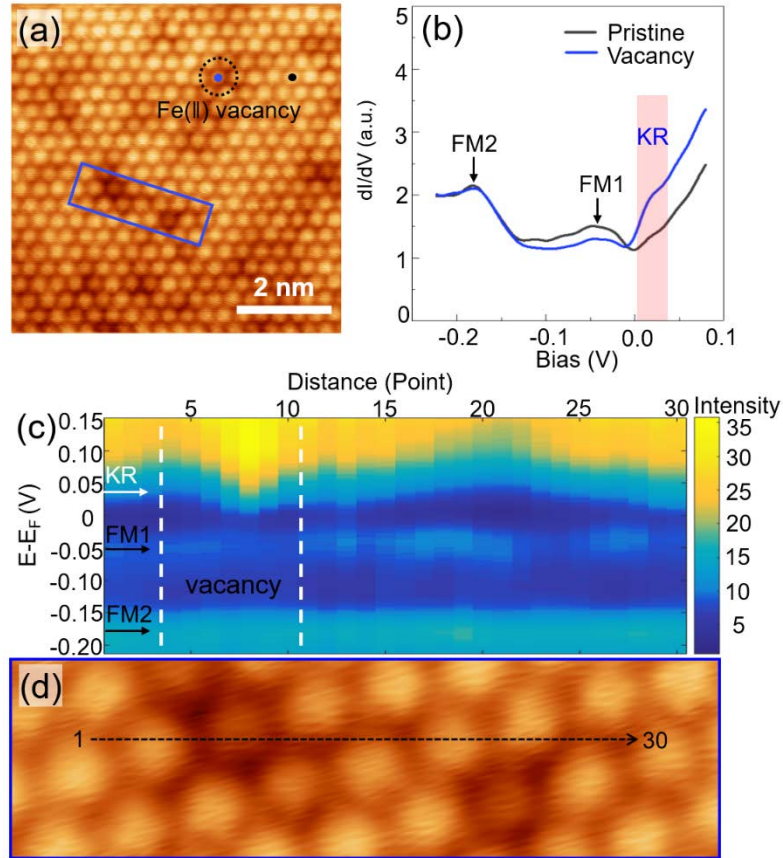 (a)
Fe(Ⅱ) vacancy
2 nm
(b)
Pristine
Vacancy
FM2
FM1
KR
dI/dV (a.u.)
5
4
3
2
1
0
-0.2
-0.1
0.0
0.1
Bias (V)
Distance (Point)
5
10
15
20
25
30
Intensity
(c)
E-EF (V)
0.15
0.10
0.05
0
-0.05
-0.10
-0.15
-0.20
KR
FM1
FM2
vacancy
35
30
25
20
15
10
5
(d)
1
30